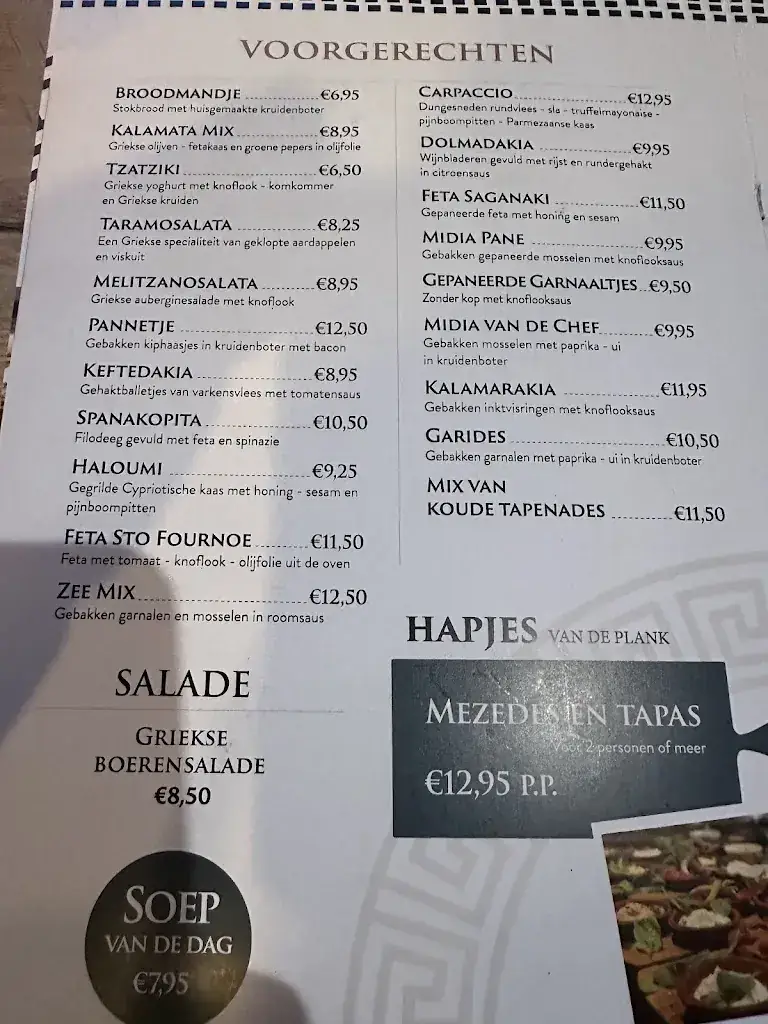 VOORGERECHTEN
BROODMANDJE ..................€6,95
Stokbrood met huisgemaakte kruidenboter
KALAMATA MIX....................€8,95
Griekse olijven - fetakaas en groene pepers in olijfolie
TZATZIKI..................................€6,50
Griekse yoghurt met knoflook - komkommer
en Griekse kruiden
TARAMOSALATA ....................€8,25
Een Griekse specialiteit van geklopte aardappelen
en viskuit
MELITZANOSALATA ..............€8,95
Griekse auberginesalade met knoflook
PANNETJE ................................€12,50
Gebakken kiphaasjes in kruidenboter met bacon
KEFTEDAKIA ............................€8,95
Gehaktballetjes van varkensvlees met tomatensaus
SPANAKOPITA..........................€10,50
Filodeeg gevuld met feta en spinazie
HALOUMI ..................................€9,25
Gegrilde Cypriotische kaas met honing - sesam en
pijnboompitten
FETA STO FOURNOE..............€11,50
Feta met tomaat - knoflook - olijfolie uit de oven
ZEE MIX......................................€12,50
Gebakken garnalen en mosselen in roomsaus
CARPACCIO............................€12,95
Dungesneden rundvlees - sla - truffelmayonaise -
pijnboompitten - Parmezaanse kaas
DOLMADAKIA ........................€9,95
Wijnbladeren gevuld met rijst en rundergehakt
in citroensaus
FETA SAGANAKI ....................€11,50
Gepaneerde feta met honing en sesam
MIDIA PANE ..........................€9,95
Gebakken gepaneerde mosselen met knoflooksaus
GEPANEERDE GARNAALTJES..€9,50
Zonder kop met knoflooksaus
MIDIA VAN DE CHEF............€9,95
Gebakken mosselen met paprika - ui
in kruidenboter
KALAMARAKIA ......................€11,95
Gebakken inktvisringen met knoflooksaus
GARIDES..................................€10,50
Gebakken garnalen met paprika - ui in kruidenboter
MIX VAN
KOUDE TAPENADES ............€11,50
HAPJES VAN DE PLANK
MEZEDES EN TAPAS
Voor 2 personen of meer
€12,95 P.P.
SALADE
GRIEKSE
BOERENSALADE
€8,50
SOEP
VAN DE DAG
€7,95